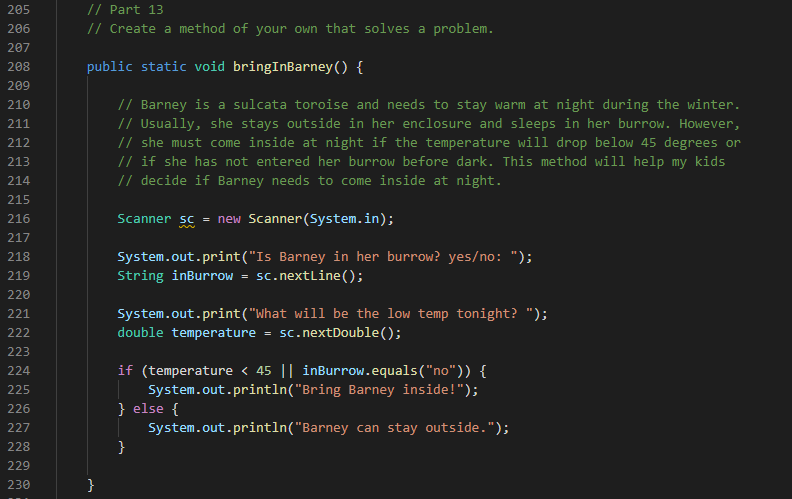 205 // Part 13
206 // Create a method of your own that solves a problem.
207
208 public static void bringInBarney() {
209
210 // Barney is a sulcata toroise and needs to stay warm at night during the winter.
211 // Usually, she stays outside in her enclosure and sleeps in her burrow. However,
212 // she must come inside at night if the temperature will drop below 45 degrees or
213 // if she has not entered her burrow before dark. This method will help my kids
214 // decide if Barney needs to come inside at night.
215
216 Scanner sc = new Scanner(System.in);
217
218 System.out.print("Is Barney in her burrow? yes/no: ");
219 String inBurrow = sc.nextLine();
220
221 System.out.print("What will be the low temp tonight? ");
222 double temperature = sc.nextDouble();
223
224 if (temperature < 45 || inBurrow.equals("no")) {
225 System.out.println("Bring Barney inside!");
226 } else {
227 System.out.println("Barney can stay outside.");
228 }
229
230 }